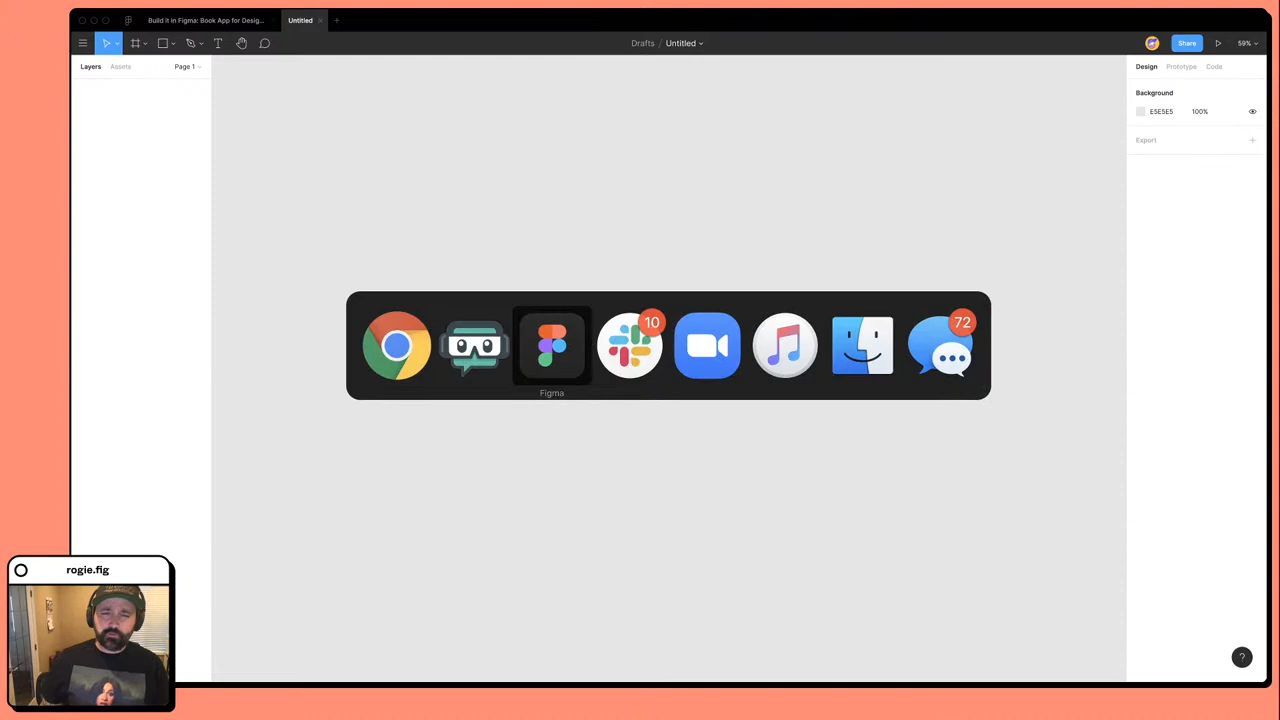 Build it in Figma: Book App for Desig...
Untitled
Drafts / Untitled
Share
59%
Layers
Assets
Page 1
Design
Prototype
Code
Background
E5E5E5
100%
Export
10
72
Figma
rogie.fig
?